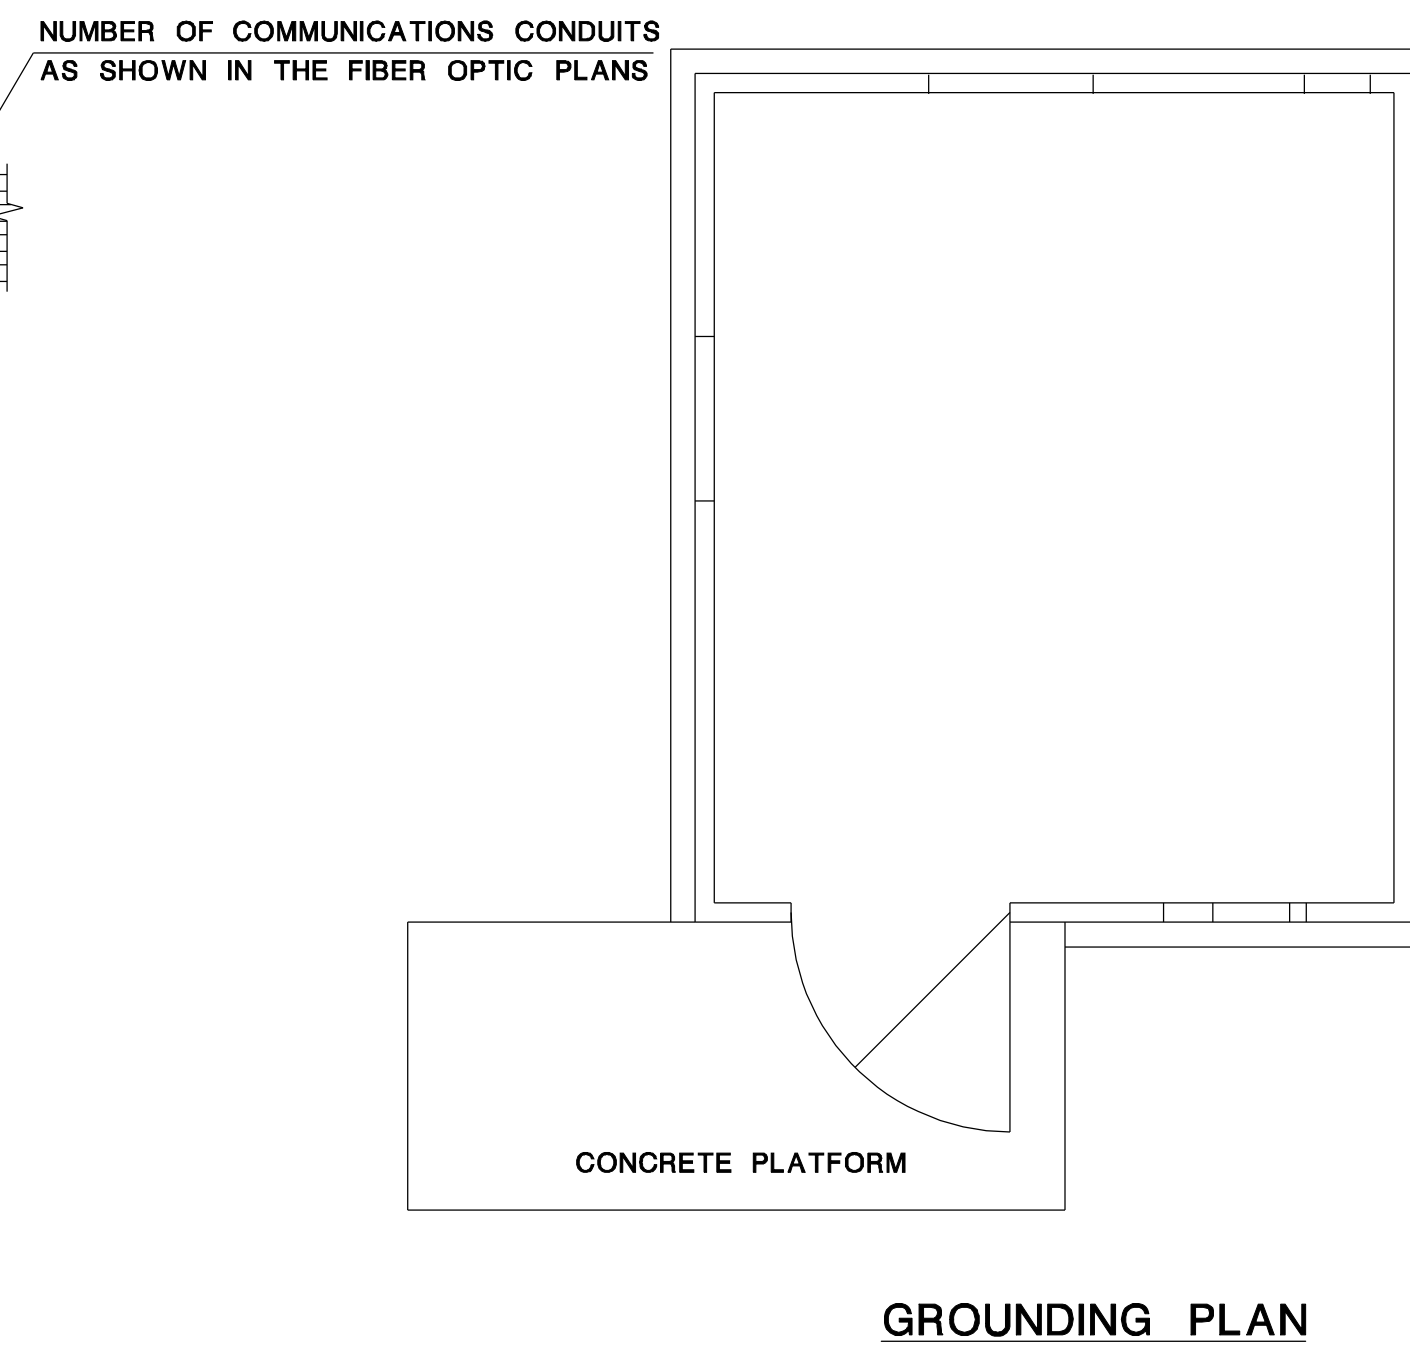 NUMBER OF COMMUNICATIONS CONDUITS
AS SHOWN IN THE FIBER OPTIC PLANS
CONCRETE PLATFORM
GROUNDING PLAN